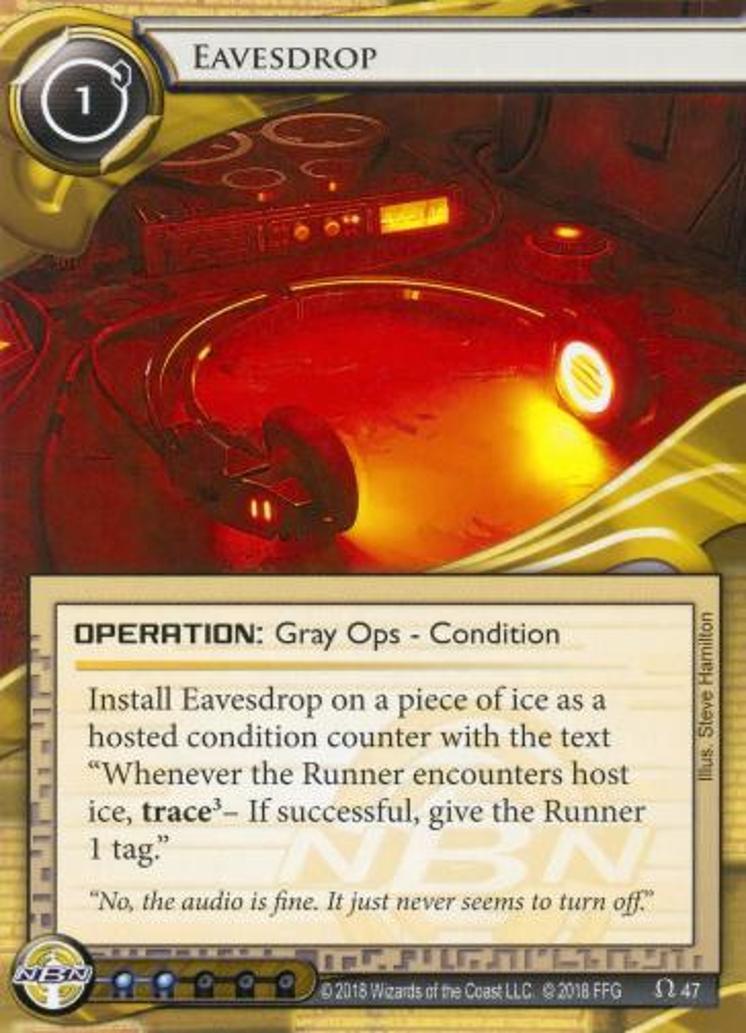 Eavesdrop
1
OPERATION: Gray Ops - Condition
Install Eavesdrop on a piece of ice as a
hosted condition counter with the text
“Whenever the Runner encounters host
ice, trace³– If successful, give the Runner
1 tag.”
“No, the audio is fine. It just never seems to turn off.”
Illus. Steve Hamilton
NBN
NBN
© 2018 Wizards of the Coast LLC. © 2018 FFG
Ω 47